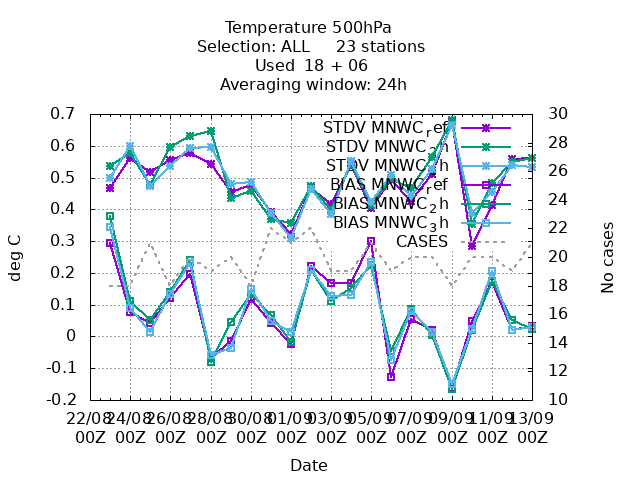 Temperature 500hPa
Selection: ALL 23 stations
Used 18 + 06
Averaging window: 24h
deg C
No cases
0.7
0.6
0.5
0.4
0.3
0.2
0.1
0
-0.1
-0.2
30
28
26
24
22
20
18
16
14
12
10
STDV MNWC_ref
STDV MNWC_2h
STDV MNWC_3h
BIAS MNWC_ref
BIAS MNWC_2h
BIAS MNWC_3h
CASES
22/08 24/08 26/08 28/08 30/08 01/09 03/09 05/09 07/09 09/09 11/09 13/09
00Z 00Z 00Z 00Z 00Z 00Z 00Z 00Z 00Z 00Z 00Z 00Z
Date